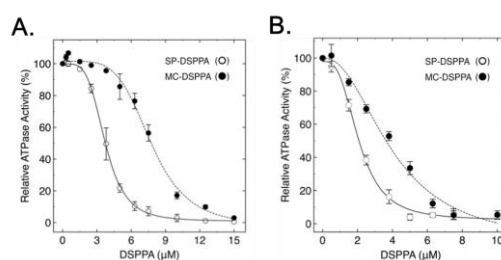 A.
B.
SP-DSPPA (○)
MC-DSPPA (●)
SP-DSPPA (○)
MC-DSPPA (●)
Relative ATPase Activity (%)
100
80
60
40
20
0
0
3
6
9
12
15
DSPPA (μM)
Relative ATPase Activity (%)
100
80
60
40
20
0
0
2
4
6
8
10
DSPPA (μM)